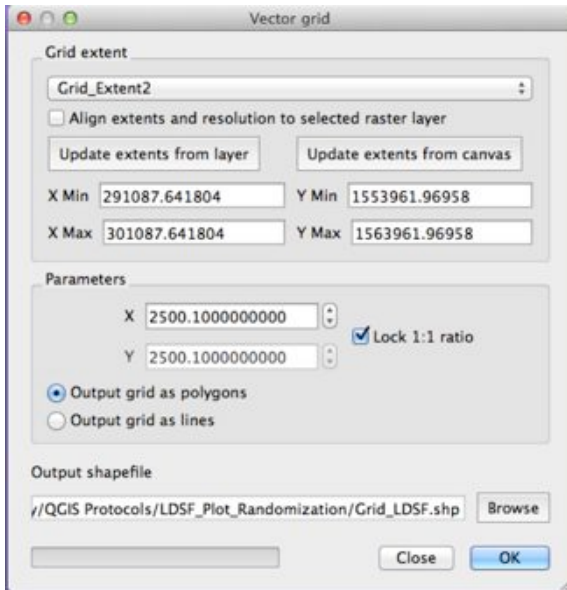 Vector grid
Grid extent
Grid_Extent2
Align extents and resolution to selected raster layer
Update extents from layer Update extents from canvas
X Min 291087.641804 Y Min 1553961.96958
X Max 301087.641804 Y Max 1563961.96958
Parameters
X 2500.1000000000
Lock 1:1 ratio
Y 2500.1000000000
Output grid as polygons
Output grid as lines
Output shapefile
y/QGIS Protocols/LDSF_Plot_Randomization/Grid_LDSF.shp Browse
Close OK